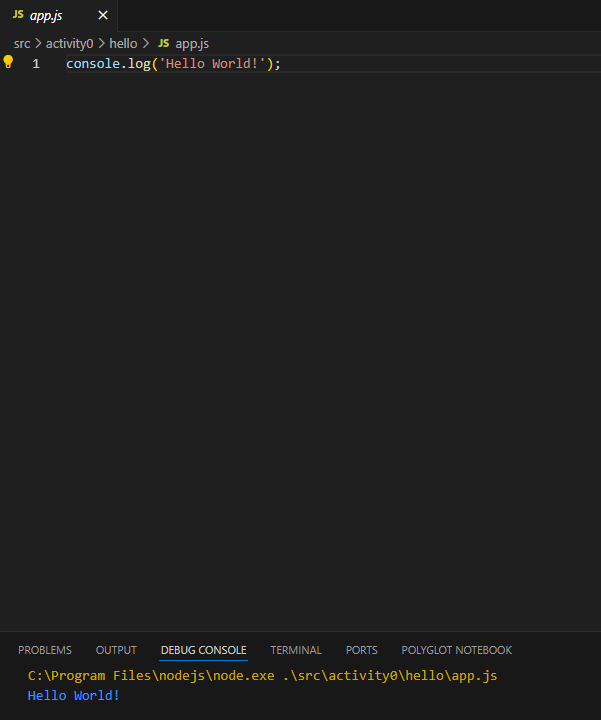 JS app.js ×
src > activity0 > hello > JS app.js
1 console.log('Hello World!');
PROBLEMS OUTPUT DEBUG CONSOLE TERMINAL PORTS POLYGLOT NOTEBOOK
C:\Program Files\nodejs\node.exe .\src\activity0\hello\app.js
Hello World!